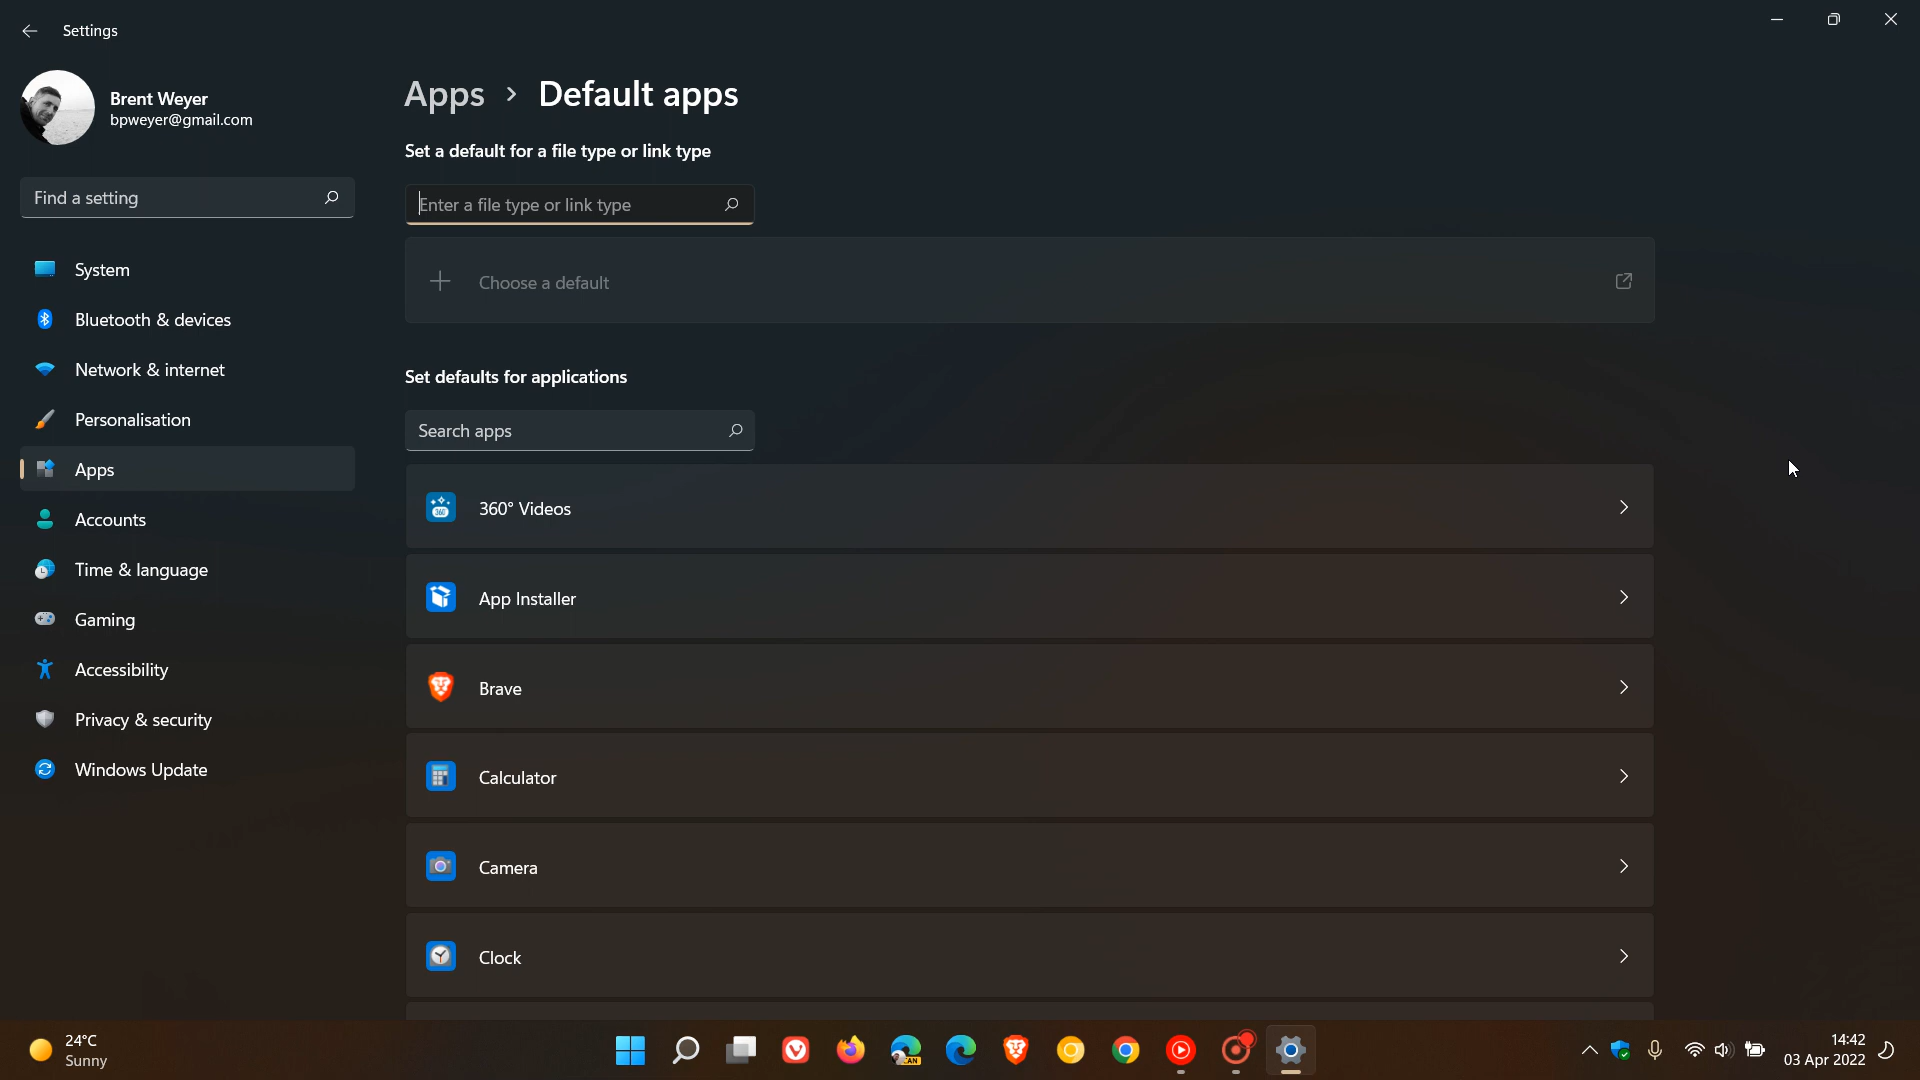 Settings
Brent Weyer
bpweyer@gmail.com
Find a setting
System
Bluetooth & devices
Network & internet
Personalisation
Apps
Accounts
Time & language
Gaming
Accessibility
Privacy & security
Windows Update
Apps > Default apps
Set a default for a file type or link type
Enter a file type or link type
Choose a default
Set defaults for applications
Search apps
360
360° Videos
App Installer
Brave
Calculator
Camera
Clock
24°C
Sunny
CAN
14:42
03 Apr 2022